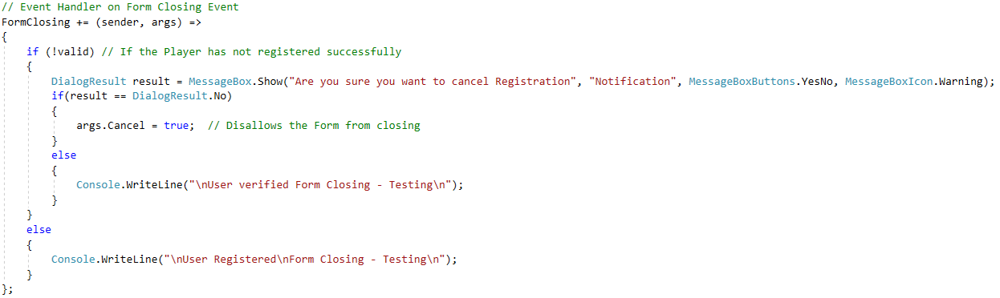 // Event Handler on Form Closing Event
FormClosing += (sender, args) =>
{
    if (!valid) // If the Player has not registered successfully
    {
        DialogResult result = MessageBox.Show("Are you sure you want to cancel Registration", "Notification", MessageBoxButtons.YesNo, MessageBoxIcon.Warning);
        if(result == DialogResult.No)
        {
            args.Cancel = true;  // Disallows the Form from closing
        }
        else
        {
            Console.WriteLine("\nUser verified Form Closing - Testing\n");
        }
    }
    else
    {
        Console.WriteLine("\nUser Registered\nForm Closing - Testing\n");
    }
};